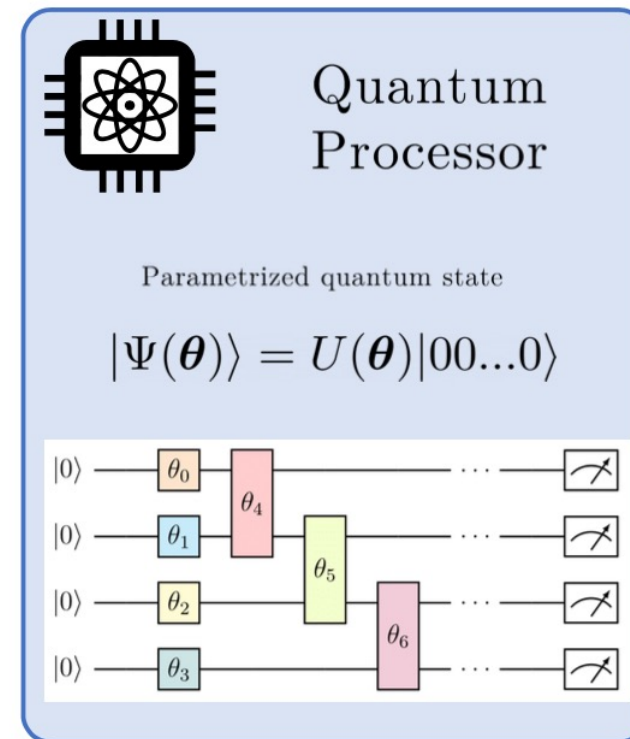 Quantum
Processor
Parametrized quantum state
|Ψ(θ)⟩ = U(θ)|00...0⟩
|0⟩ θ₀ θ₄ ···
|0⟩ θ₁ θ₅ ···
|0⟩ θ₂ θ₆ ···
|0⟩ θ₃ ···